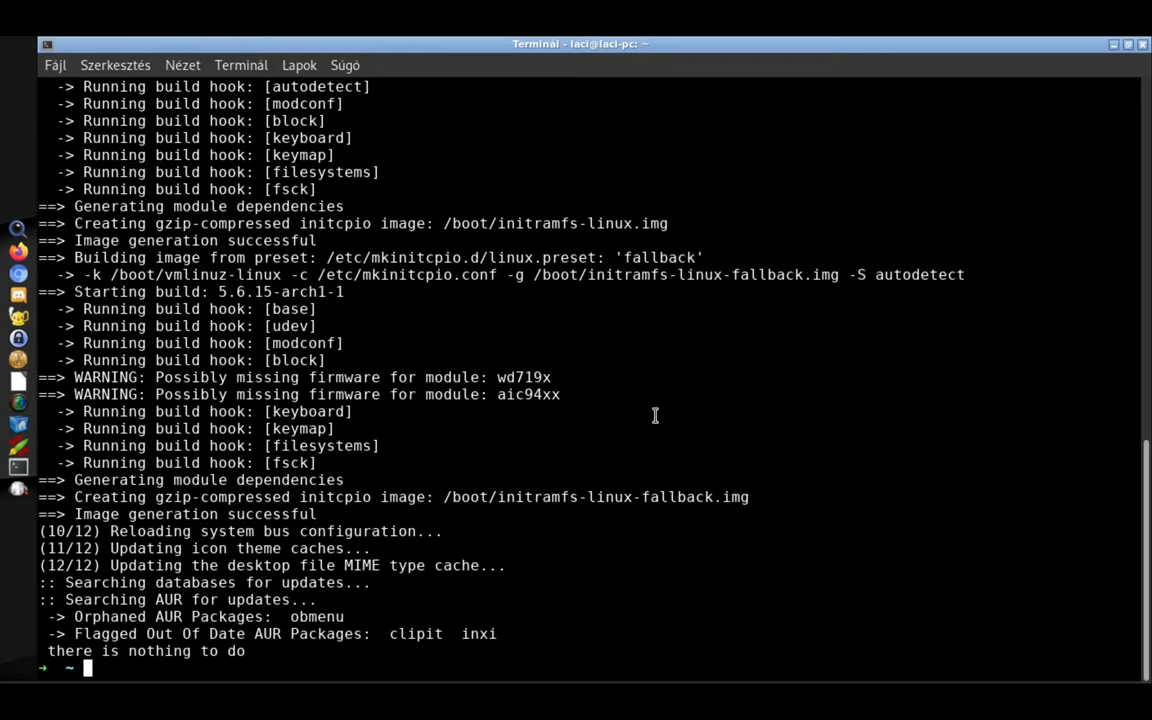 Terminál - laci@laci-pc: ~
Fájl Szerkesztés Nézet Terminál Lapok Súgó
-> Running build hook: [autodetect]
-> Running build hook: [modconf]
-> Running build hook: [block]
-> Running build hook: [keyboard]
-> Running build hook: [keymap]
-> Running build hook: [filesystems]
-> Running build hook: [fsck]
==> Generating module dependencies
==> Creating gzip-compressed initcpio image: /boot/initramfs-linux.img
==> Image generation successful
==> Building image from preset: /etc/mkinitcpio.d/linux.preset: 'fallback'
-> -k /boot/vmlinuz-linux -c /etc/mkinitcpio.conf -g /boot/initramfs-linux-fallback.img -S autodetect
==> Starting build: 5.6.15-arch1-1
-> Running build hook: [base]
-> Running build hook: [udev]
-> Running build hook: [modconf]
-> Running build hook: [block]
==> WARNING: Possibly missing firmware for module: wd719x
==> WARNING: Possibly missing firmware for module: aic94xx
-> Running build hook: [keyboard]
-> Running build hook: [keymap]
-> Running build hook: [filesystems]
-> Running build hook: [fsck]
==> Generating module dependencies
==> Creating gzip-compressed initcpio image: /boot/initramfs-linux-fallback.img
==> Image generation successful
(10/12) Reloading system bus configuration...
(11/12) Updating icon theme caches...
(12/12) Updating the desktop file MIME type cache...
:: Searching databases for updates...
:: Searching AUR for updates...
-> Orphaned AUR Packages:  obmenu
-> Flagged Out Of Date AUR Packages:  clipit  inxi
there is nothing to do
→ ~